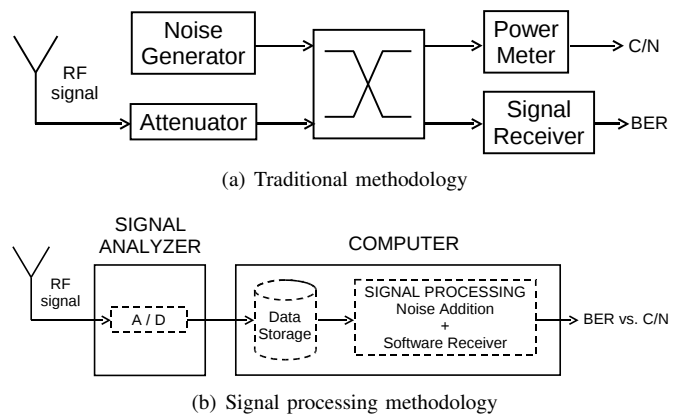 Noise
Generator
Power
Meter
C/N
RF
signal
Attenuator
Signal
Receiver
BER
(a) Traditional methodology
SIGNAL
ANALYZER
COMPUTER
RF
signal
A / D
Data
Storage
SIGNAL PROCESSING
Noise Addition
+
Software Receiver
BER vs. C/N
(b) Signal processing methodology